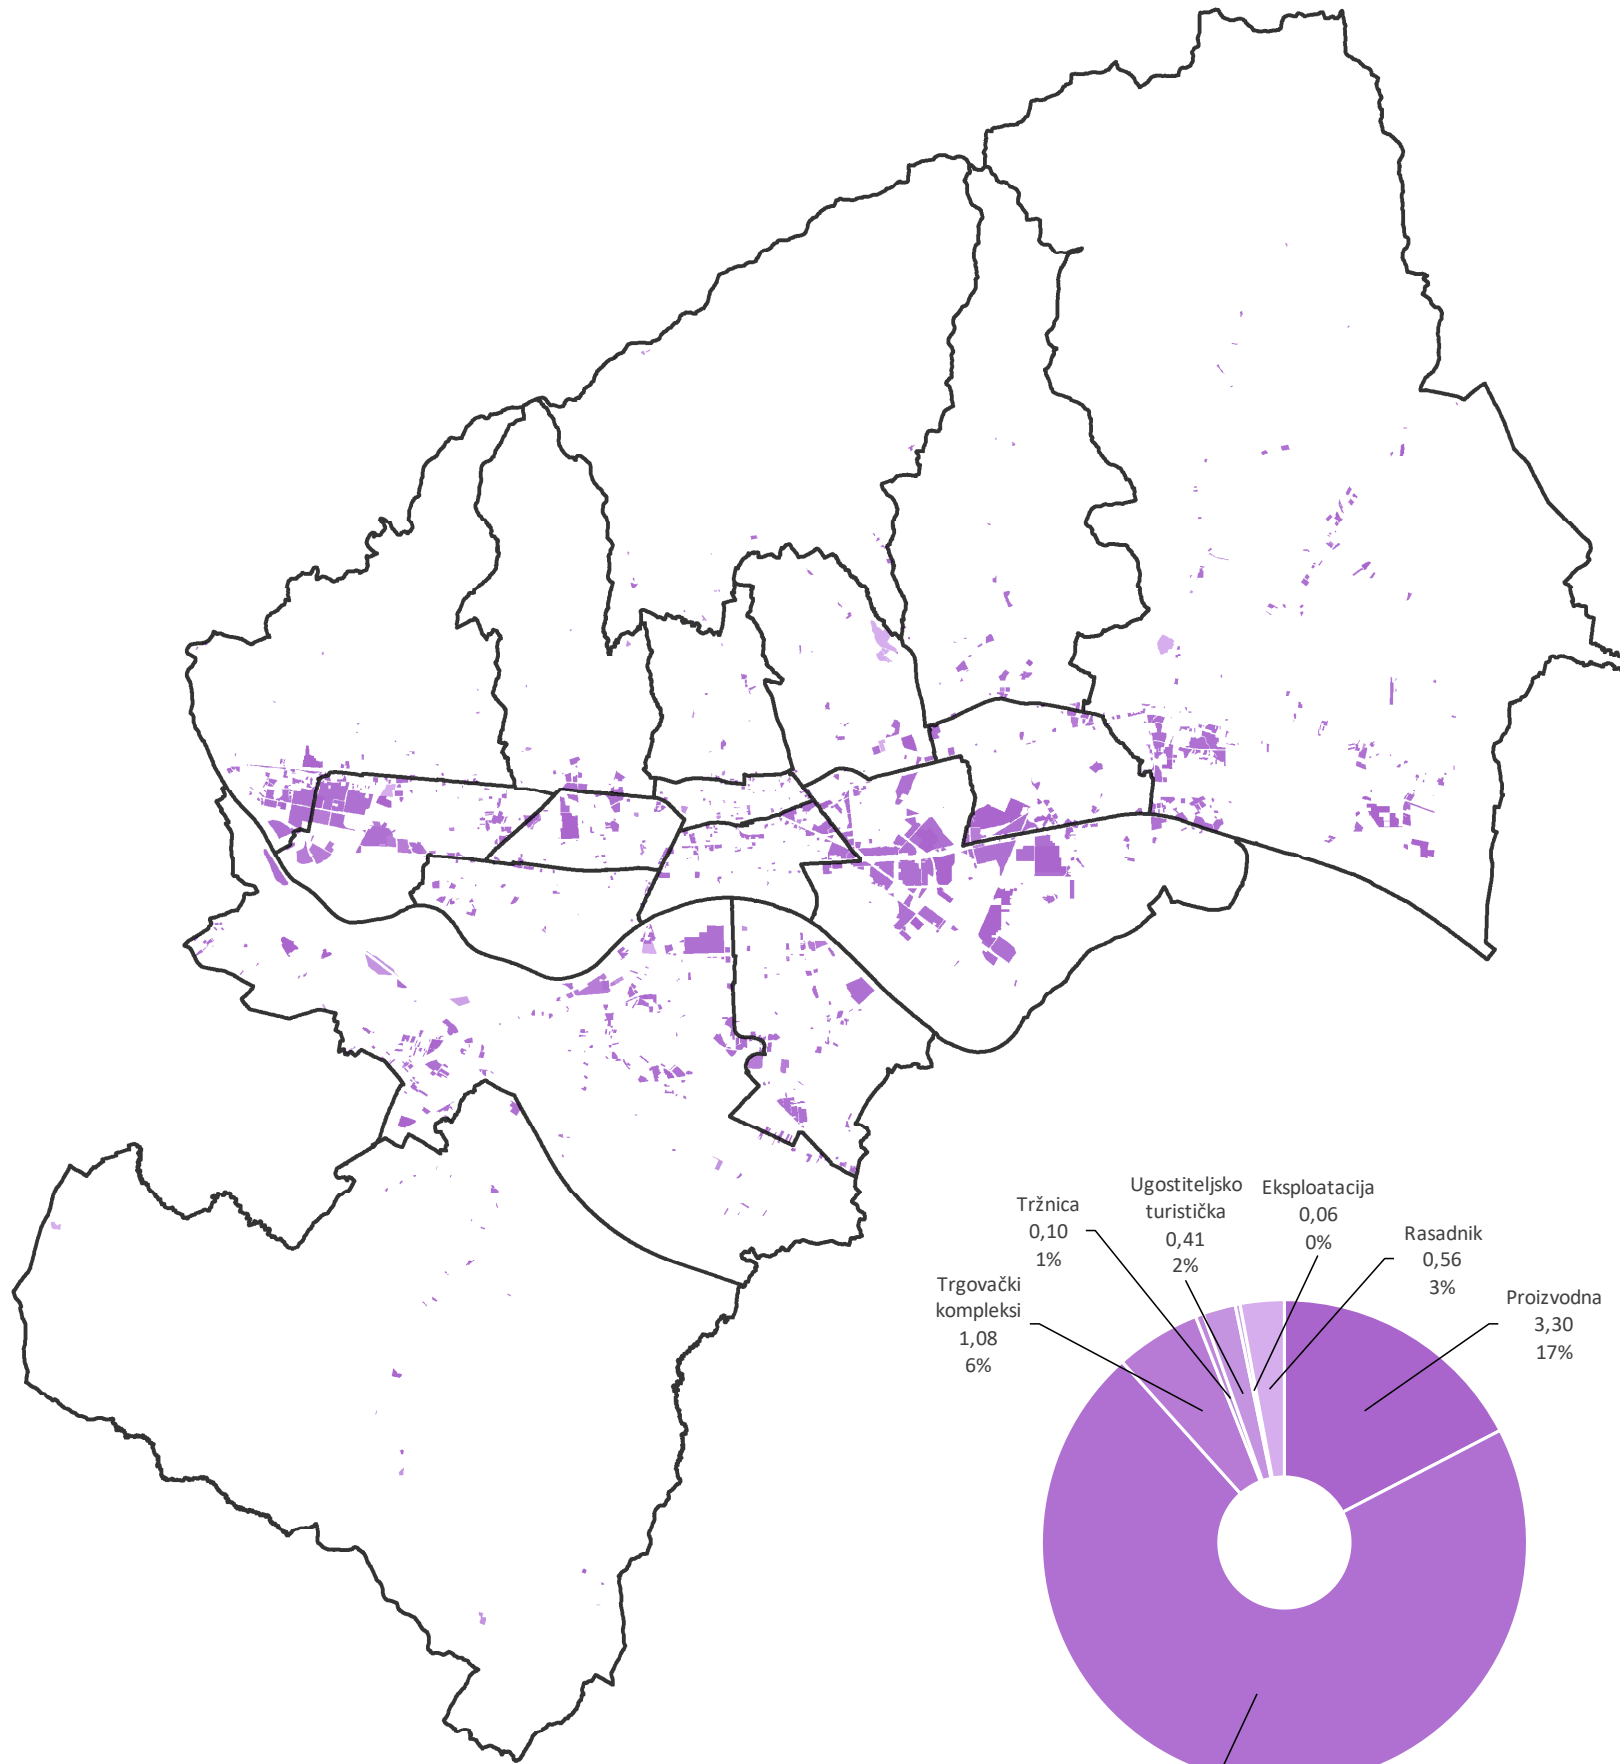 Tržnica
0,10
1%
Ugostiteljsko
turistička
0,41
2%
Eksploatacija
0,06
0%
Rasadnik
0,56
3%
Trgovački
kompleksi
1,08
6%
Proizvodna
3,30
17%